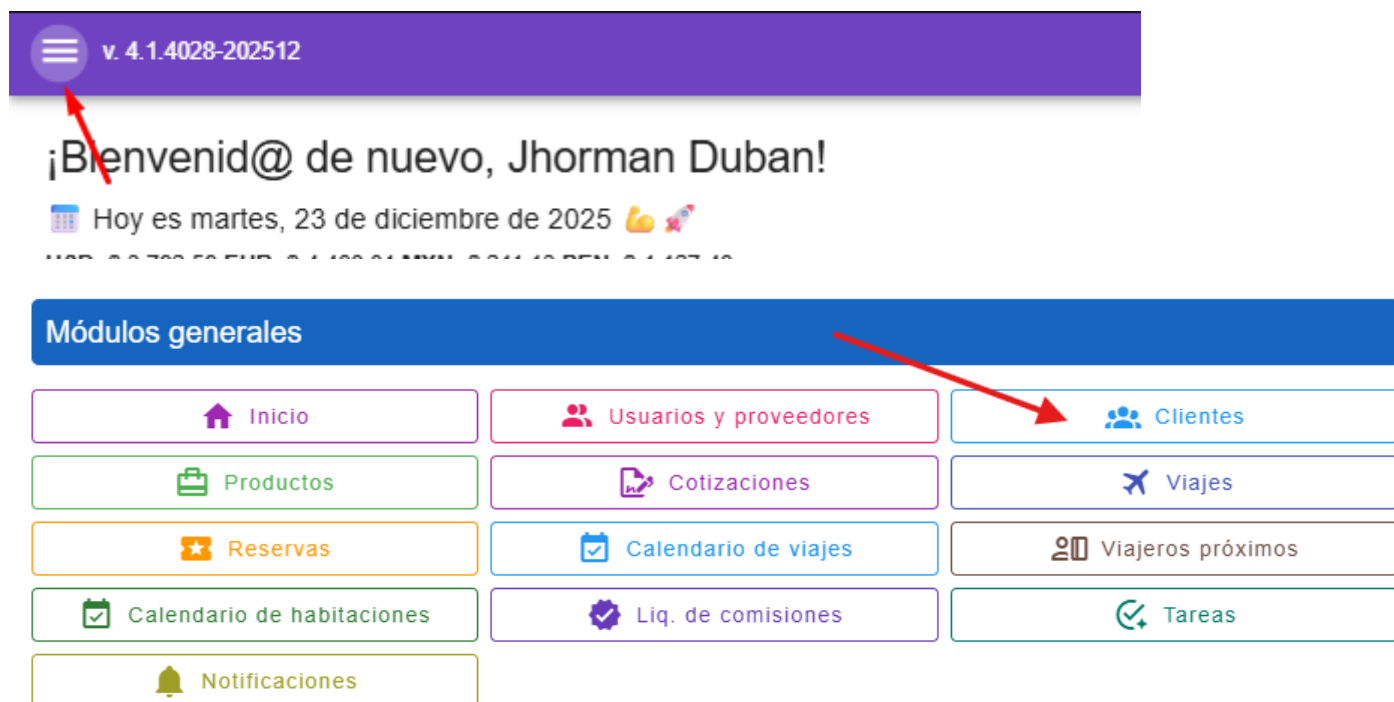 v. 4.1.4028-202512
¡Bienvenid@ de nuevo, Jhorman Duban!
Hoy es martes, 23 de diciembre de 2025
Módulos generales
Inicio
Usuarios y proveedores
Clientes
Productos
Cotizaciones
Viajes
Reservas
Calendario de viajes
Viajeros próximos
Calendario de habitaciones
Liq. de comisiones
Tareas
Notificaciones